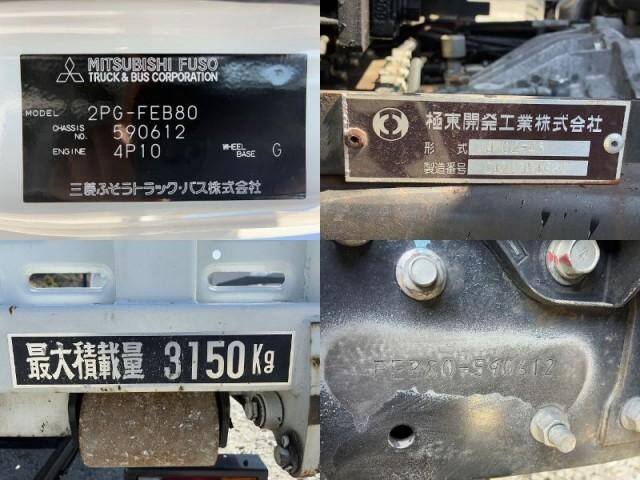 MITSUBISHI FUSO
TRUCK & BUS CORPORATION
MODEL 2PG-FEB80
CHASSIS NO. 590612
ENGINE 4P10 WHEEL BASE G
三菱ふそうトラック・バス株式会社
極東開発工業株式会社
形式
製造番号
最大積載量 3150Kg
FEB80-590612